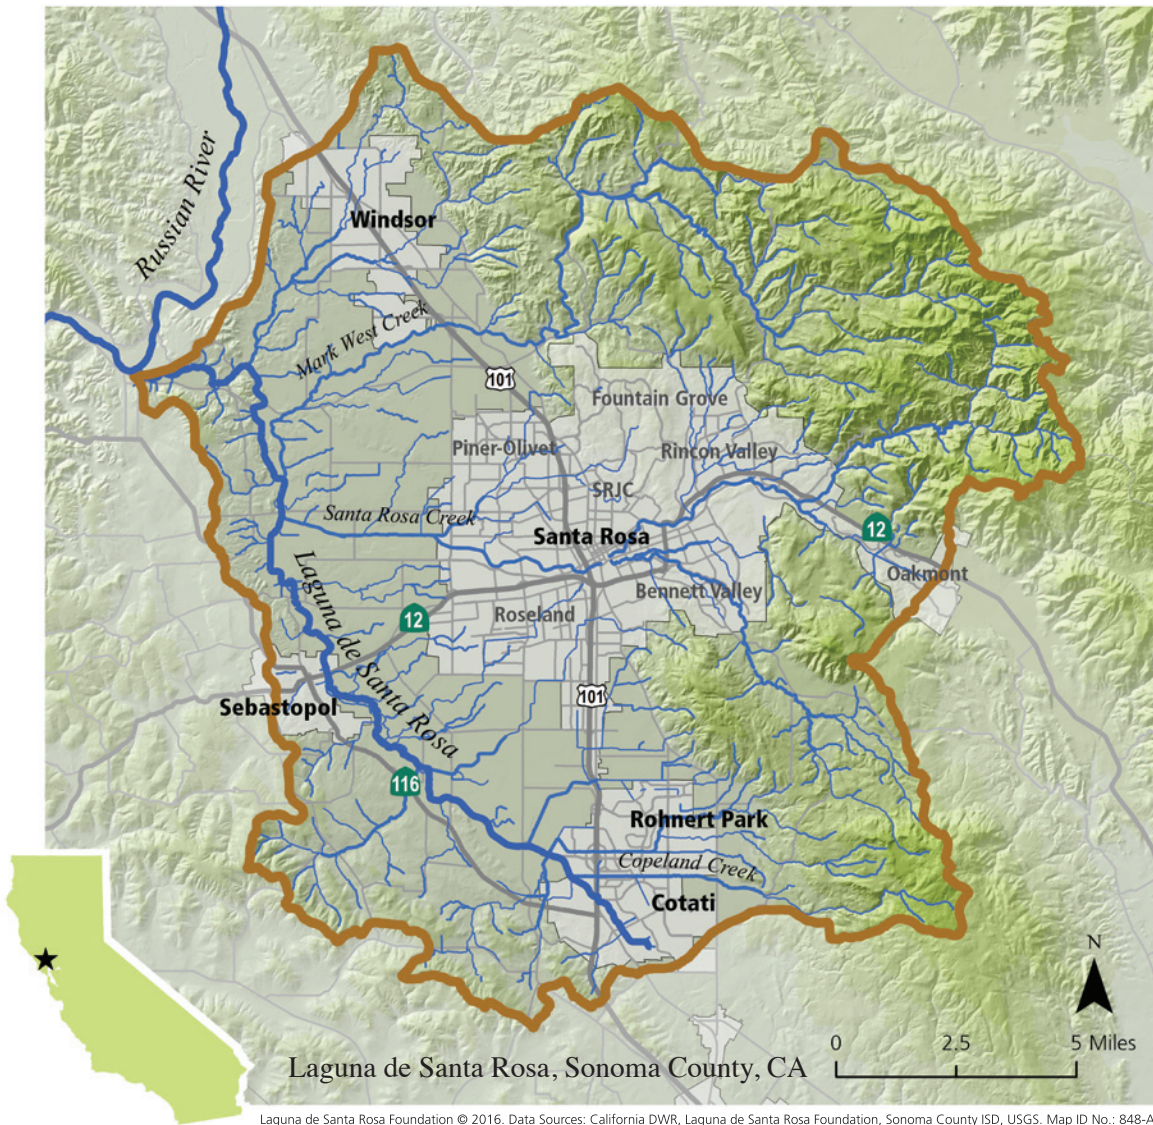 Russian River
Windsor
Mark West Creek
101
Fountain Grove
Piner-Olivet
Rincon Valley
SRJC
Santa Rosa Creek
Santa Rosa
12
Oakmont
Bennett Valley
Roseland
12
Laguna de Santa Rosa
101
Sebastopol
116
Rohnert Park
Copeland Creek
Cotati
N
0 2.5 5 Miles
Laguna de Santa Rosa, Sonoma County, CA
Laguna de Santa Rosa Foundation © 2016. Data Sources: California DWR, Laguna de Santa Rosa Foundation, Sonoma County ISD, USGS. Map ID No.: 848-A